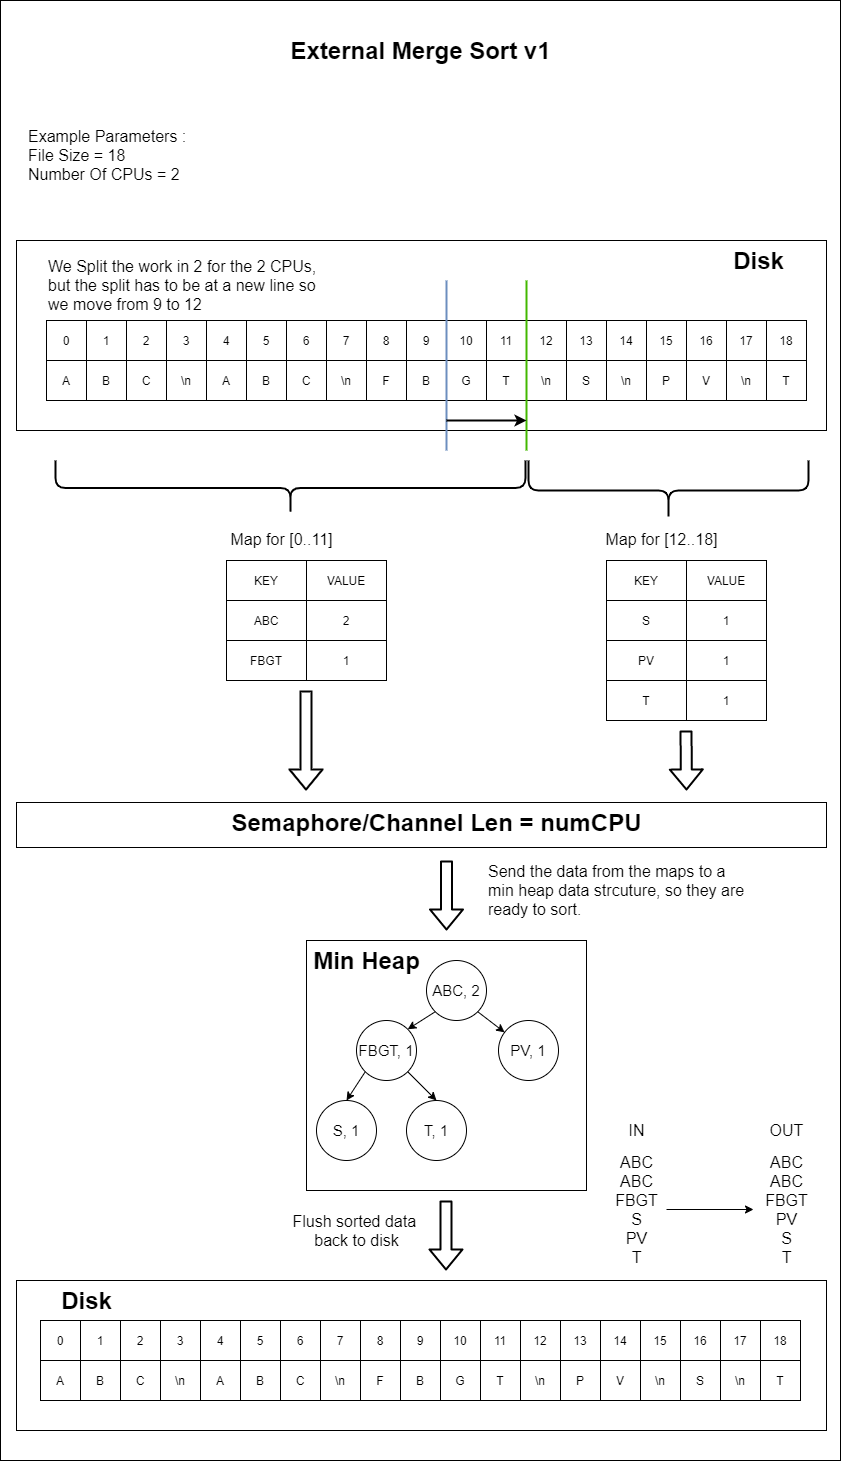 External Merge Sort v1
Example Parameters :
File Size = 18
Number Of CPUs = 2
We Split the work in 2 for the 2 CPUs,
but the split has to be at a new line so
we move from 9 to 12
Disk
0 1 2 3 4 5 6 7 8 9 10 11 12 13 14 15 16 17 18
A B C \n A B C \n F B G T \n S \n P V \n T
Map for [0..11]
KEY VALUE
ABC 2
FBGT 1
Map for [12..18]
KEY VALUE
S 1
PV 1
T 1
Semaphore/Channel Len = numCPU
Send the data from the maps to a
min heap data strcuture, so they are
ready to sort.
Min Heap
ABC, 2
FBGT, 1
PV, 1
S, 1
T, 1
IN
ABC
ABC
FBGT
S
PV
T
OUT
ABC
ABC
FBGT
PV
S
T
Flush sorted data
back to disk
Disk
0 1 2 3 4 5 6 7 8 9 10 11 12 13 14 15 16 17 18
A B C \n A B C \n F B G T \n P V \n S \n T